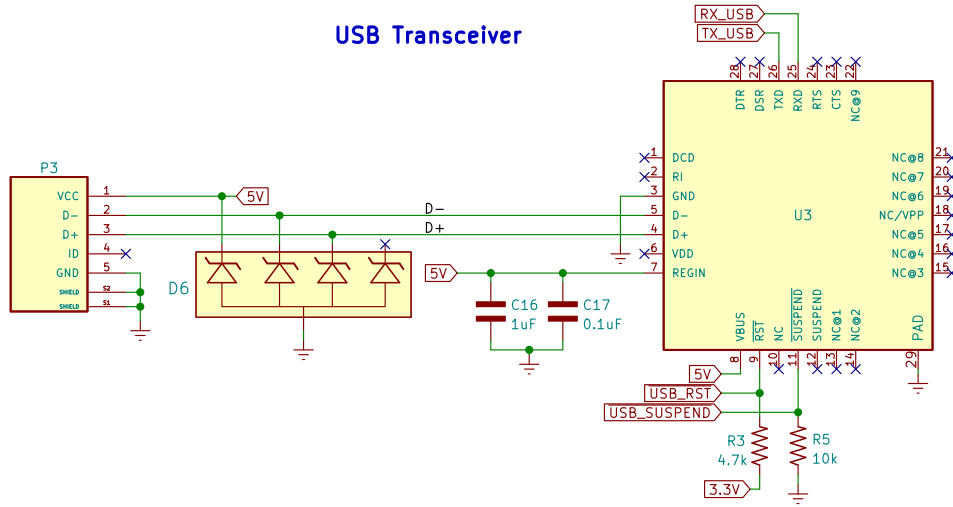 USB Transceiver
RX_USB
TX_USB
28 27 26 25 24 23 22
DTR DSR TXD RXD RTS CTS NC@9
P3
VCC 1
D- 2
D+ 3
ID 4
GND 5
SHIELD S2
SHIELD S1
5V
D-
D+
D6
5V
C16
1uF
C17
0.1uF
1 DCD
2 RI
3 GND
5 D-
4 D+
6 VDD
7 REGIN
U3
NC@8 21
NC@7 20
NC@6 19
NC/VPP 18
NC@5 17
NC@4 16
NC@3 15
VBUS RST NC SUSPEND SUSPEND NC@1 NC@2 PAD
8 9 10 11 12 13 14 29
5V
USB_RST
USB_SUSPEND
R3
4.7k
R5
10k
3.3V